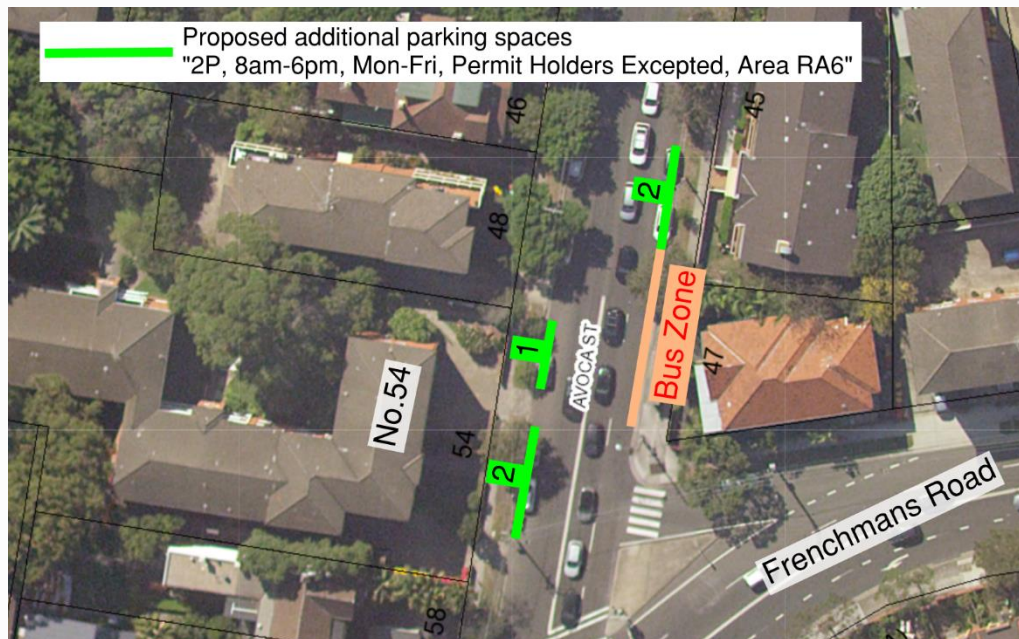 Proposed additional parking spaces
"2P, 8am-6pm, Mon-Fri, Permit Holders Excepted, Area RA6"
46
45
2
48
Bus Zone
1
AVOCA ST
47
No.54
54
2
Frenchmans Road
58